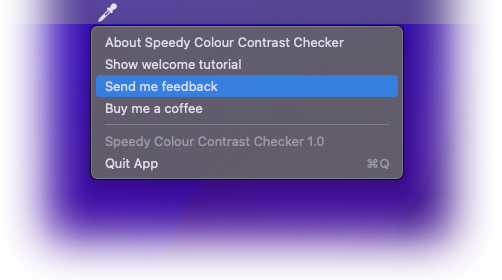 About Speedy Colour Contrast Checker
Show welcome tutorial
Send me feedback
Buy me a coffee
Speedy Colour Contrast Checker 1.0
Quit App ⌘Q